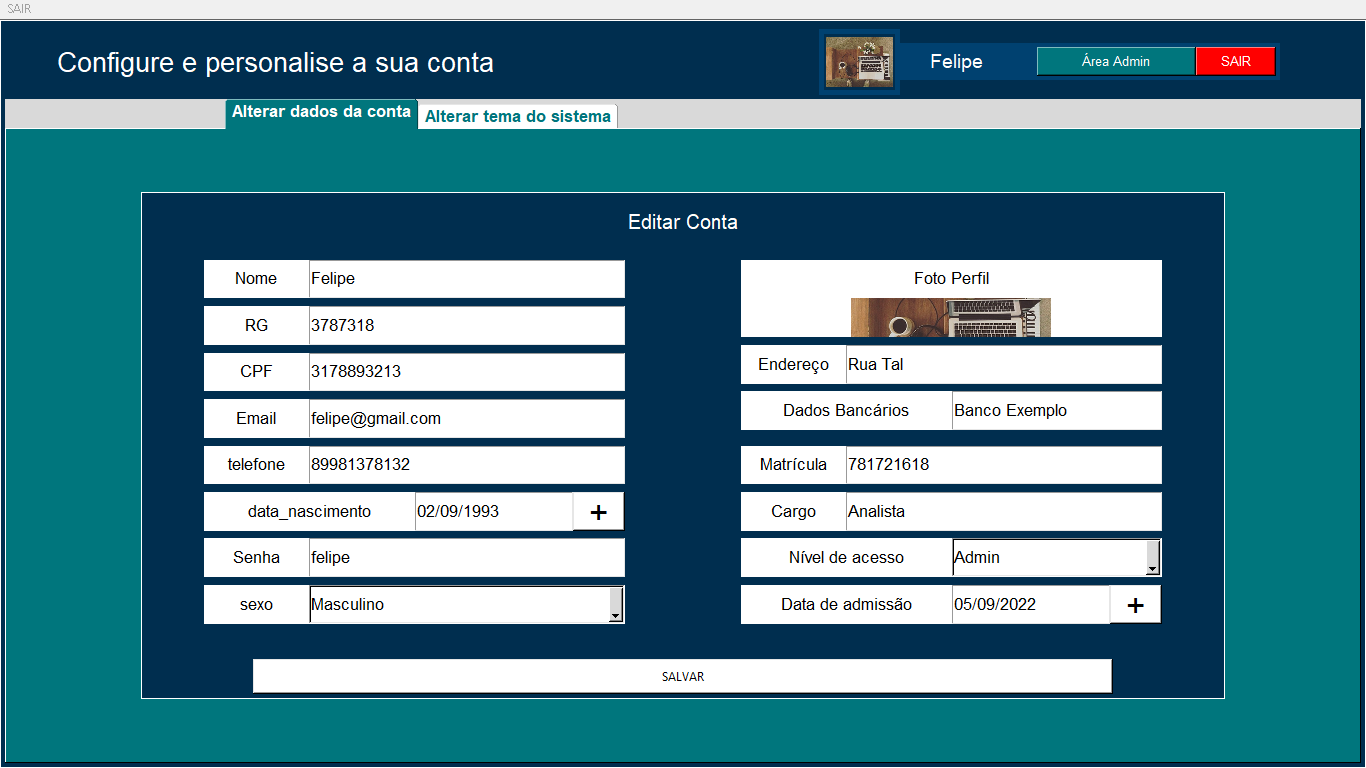 SAIR
Configure e personalise a sua conta
Felipe
Área Admin
SAIR
Alterar dados da conta
Alterar tema do sistema
Editar Conta
Nome Felipe
RG 3787318
CPF 3178893213
Email felipe@gmail.com
telefone 89981378132
data_nascimento 02/09/1993 +
Senha felipe
sexo Masculino
Foto Perfil
Endereço Rua Tal
Dados Bancários Banco Exemplo
Matrícula 781721618
Cargo Analista
Nível de acesso Admin
Data de admissão 05/09/2022 +
SALVAR